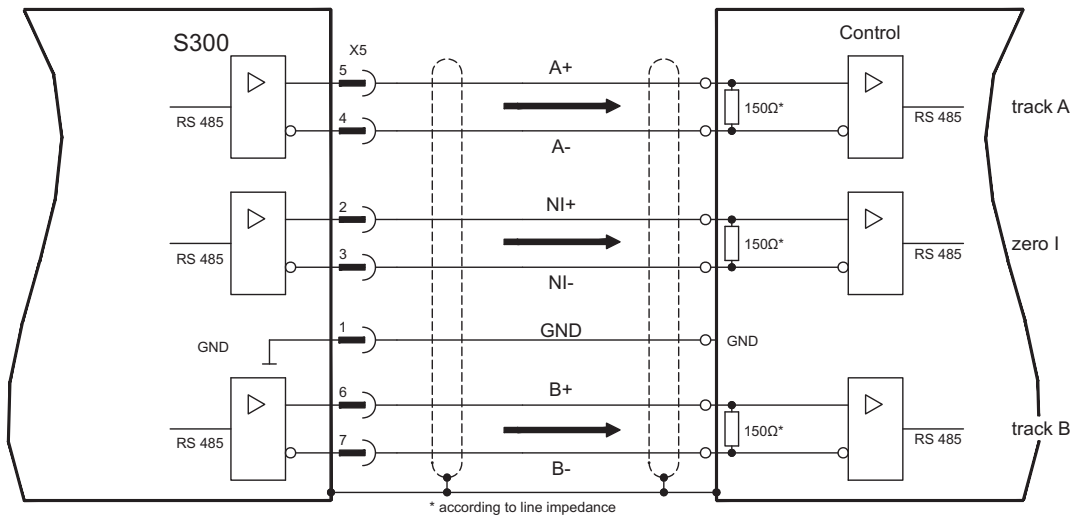 S300
X5
Control
5
A+
RS 485
150Ω*
RS 485
track A
4
A-
2
NI+
RS 485
150Ω*
RS 485
zero I
3
NI-
GND
1
GND
GND
6
B+
RS 485
150Ω*
RS 485
track B
7
B-
* according to line impedance